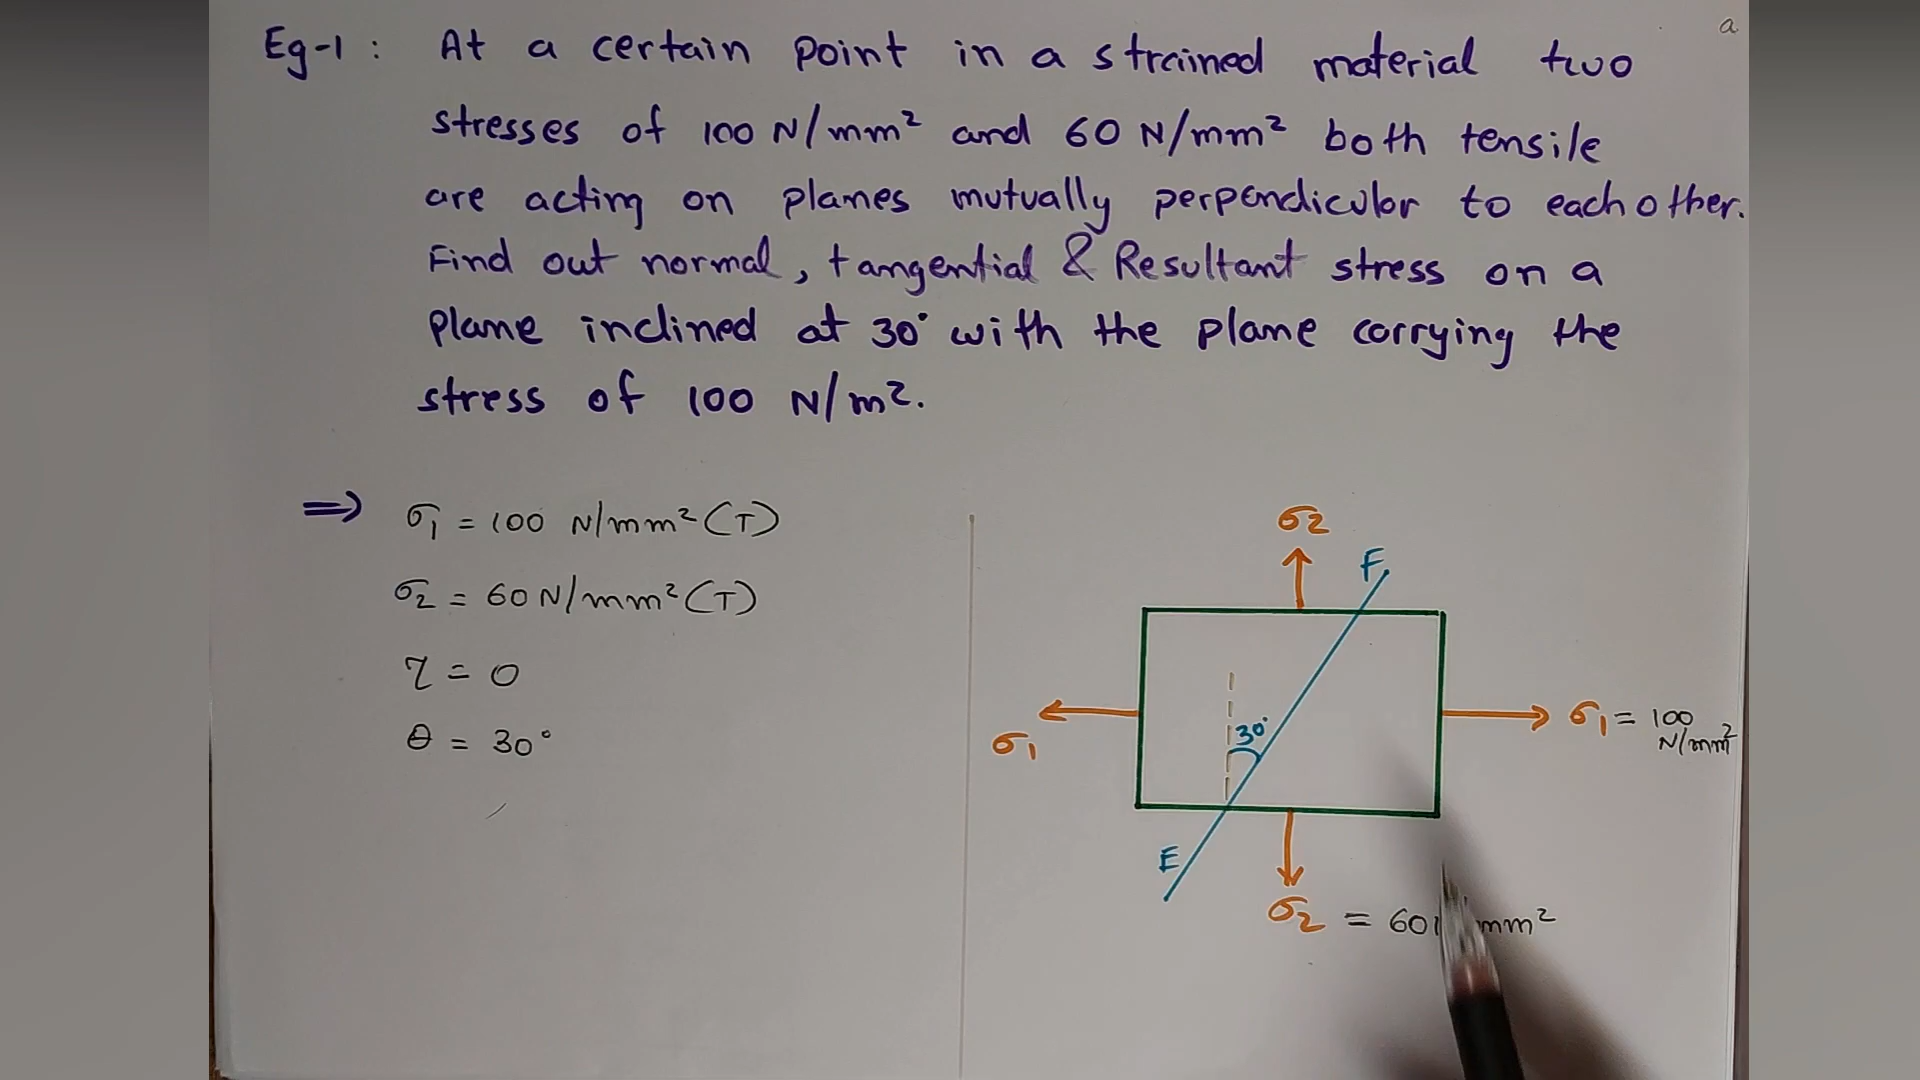 a
Eg-1 : At a certain point in a strained material two
stresses of 100 N/mm² and 60 N/mm² both tensile
are acting on planes mutually perpendicular to each other.
Find out normal, tangential & Resultant stress on a
plane inclined at 30° with the plane carrying the
stress of 100 N/m².
⇒ σ1 = 100 N/mm² (T)
σ2 = 60 N/mm² (T)
τ = 0
θ = 30°
σ2
F
30°
σ1
σ1 = 100
N/mm²
E
σ2 = 60 mm²